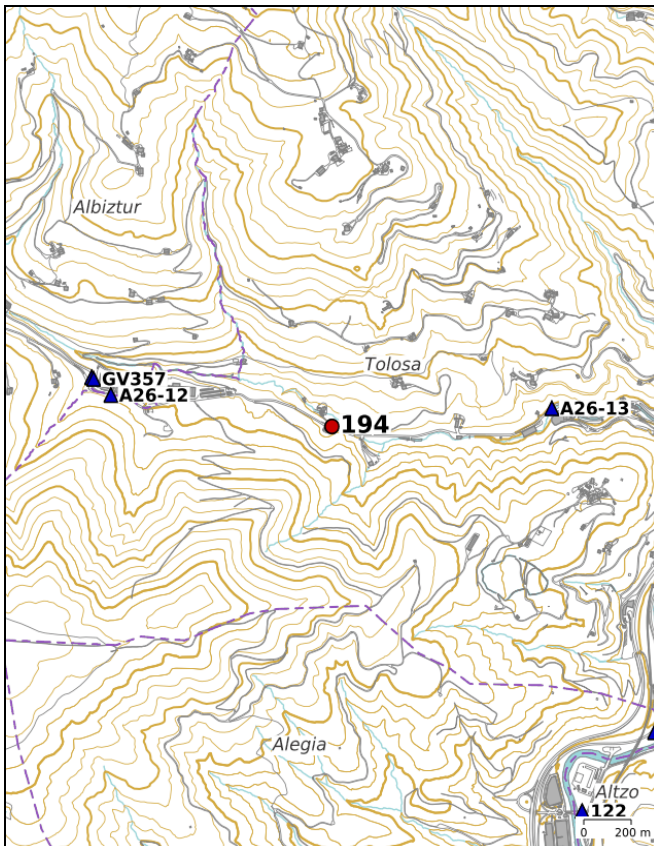 Albiztur
Tolosa
GV357
A26-12
A26-13
194
Alegia
Altzo
122
0 200 m